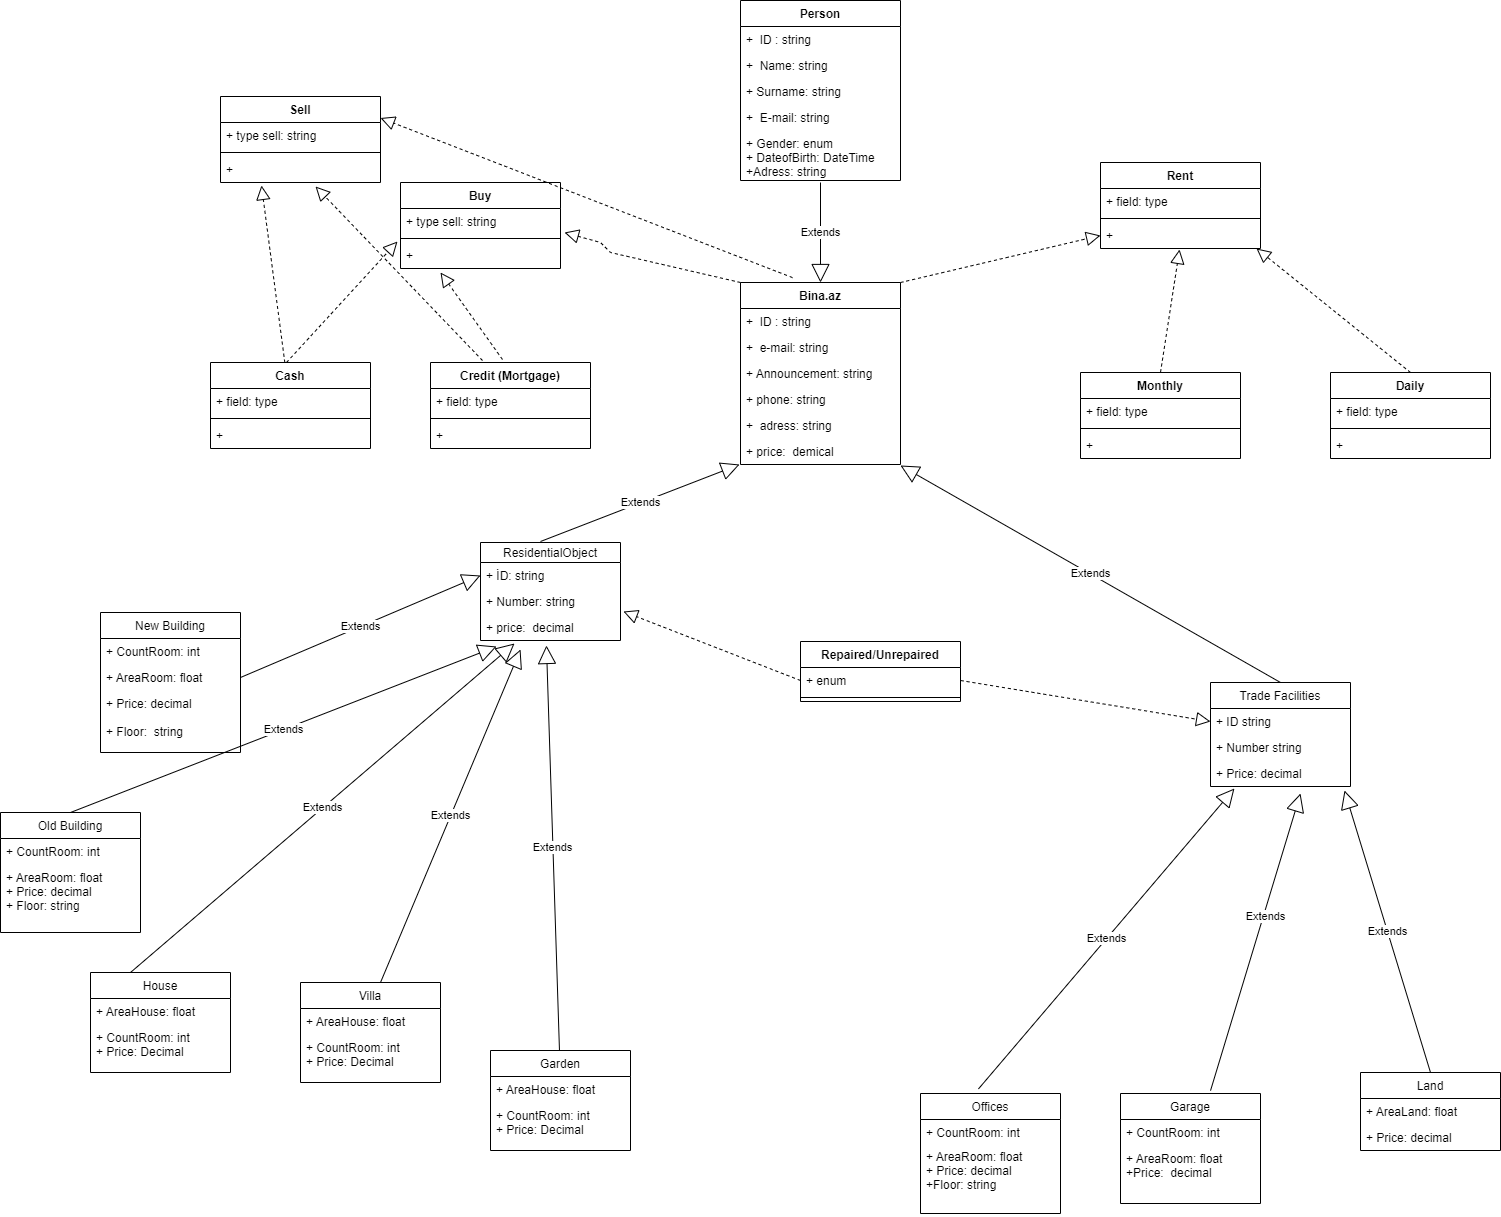 Person
+  ID : string
+  Name: string
+ Surname: string
+  E-mail: string
+ Gender: enum
+ DateofBirth: DateTime
+Adress: string
Sell
+ type sell: string
+
Buy
+ type sell: string
+
Rent
+ field: type
+
Extends
Bina.az
+  ID : string
+  e-mail: string
+ Announcement: string
+ phone: string
+  adress: string
+ price:  demical
Cash
+ field: type
+
Credit (Mortgage)
+ field: type
+
Monthly
+ field: type
+
Daily
+ field: type
+
Extends
Extends
ResidentialObject
+ İD: string
+ Number: string
+ price:  decimal
Extends
New Building
+ CountRoom: int
+ AreaRoom: float
+ Price: decimal
+ Floor:  string
Repaired/Unrepaired
+ enum
Trade Facilities
+ ID string
+ Number string
+ Price: decimal
Extends
Extends
Extends
Extends
Old Building
+ CountRoom: int
+ AreaRoom: float
+ Price: decimal
+ Floor: string
Extends
Extends
Extends
House
+ AreaHouse: float
+ CountRoom: int
+ Price: Decimal
Villa
+ AreaHouse: float
+ CountRoom: int
+ Price: Decimal
Garden
+ AreaHouse: float
+ CountRoom: int
+ Price: Decimal
Offices
+ CountRoom: int
+ AreaRoom: float
+ Price: decimal
+Floor: string
Garage
+ CountRoom: int
+ AreaRoom: float
+Price:  decimal
Land
+ AreaLand: float
+ Price: decimal